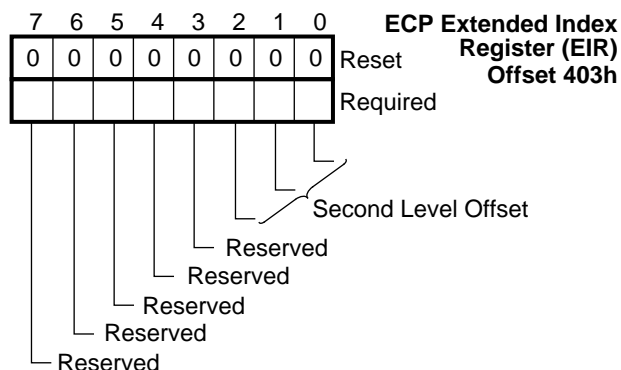 7 6 5 4 3 2 1 0
ECP Extended Index
Register (EIR)
Offset 403h
0 0 0 0 0 0 0 0 Reset
Required
Second Level Offset
Reserved
Reserved
Reserved
Reserved
Reserved